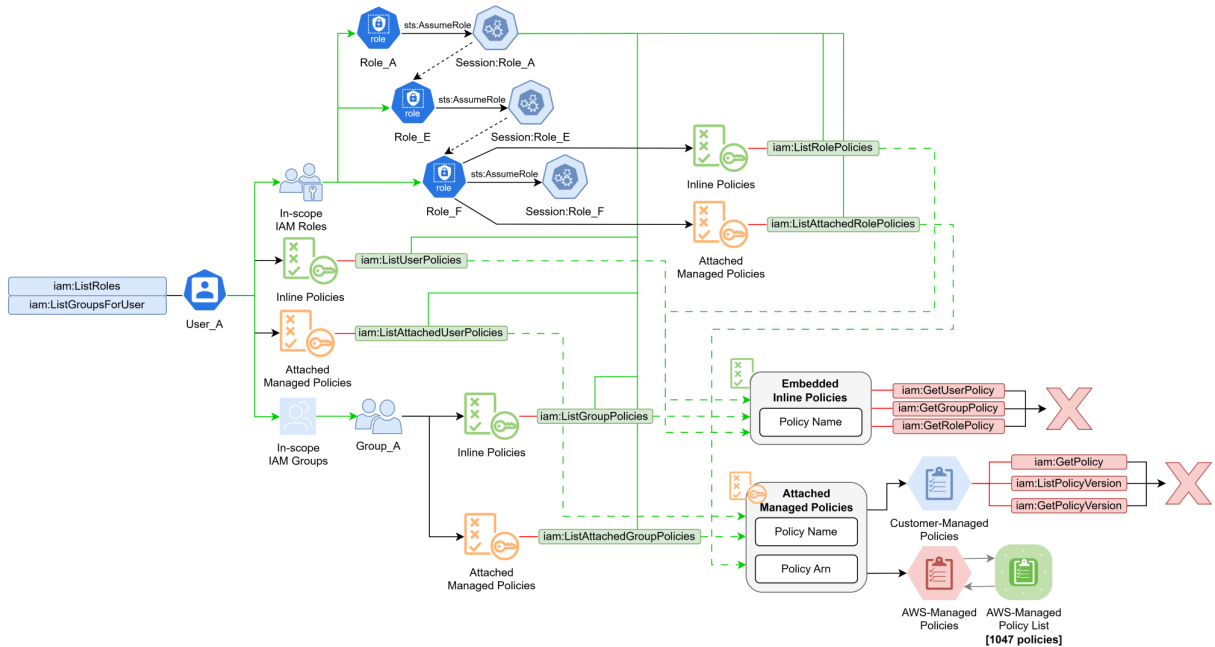 role
sts:AssumeRole
Role_A
Session:Role_A
role
sts:AssumeRole
Role_E
Session:Role_E
role
sts:AssumeRole
Role_F
Session:Role_F
In-scope
IAM Roles
Inline Policies
iam:ListRolePolicies
Attached
Managed Policies
iam:ListAttachedRolePolicies
iam:ListRoles
iam:ListGroupsForUser
User_A
Inline Policies
iam:ListUserPolicies
Attached
Managed Policies
iam:ListAttachedUserPolicies
In-scope
IAM Groups
Group_A
Inline Policies
iam:ListGroupPolicies
Attached
Managed Policies
iam:ListAttachedGroupPolicies
Embedded
Inline Policies
Policy Name
iam:GetUserPolicy
iam:GetGroupPolicy
iam:GetRolePolicy
Attached
Managed Policies
Policy Name
Policy Arn
Customer-Managed
Policies
iam:GetPolicy
iam:ListPolicyVersion
iam:GetPolicyVersion
AWS-Managed
Policies
AWS-Managed
Policy List
[1047 policies]